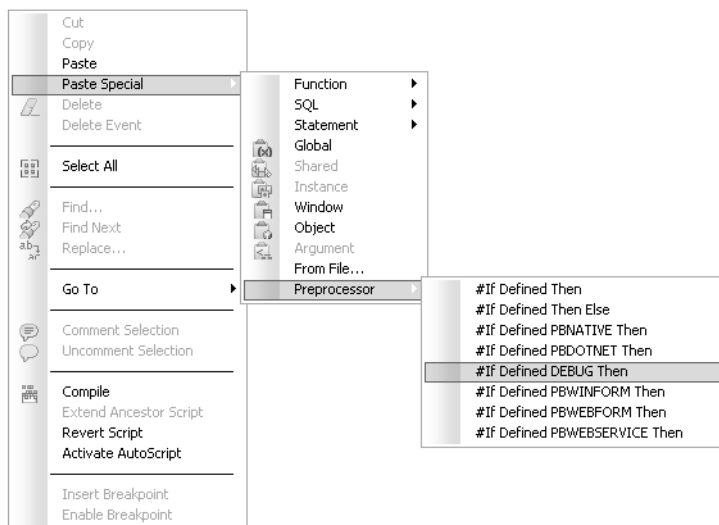 Cut
Copy
Paste
Paste Special
Delete
Delete Event
Select All
Find...
Find Next
Replace...
Go To
Comment Selection
Uncomment Selection
Compile
Extend Ancestor Script
Revert Script
Activate AutoScript
Insert Breakpoint
Enable Breakpoint
Function
SQL
Statement
Global
Shared
Instance
Window
Object
Argument
From File...
Preprocessor
#If Defined Then
#If Defined Then Else
#If Defined PBNATIVE Then
#If Defined PBDOTNET Then
#If Defined DEBUG Then
#If Defined PBWINFORM Then
#If Defined PBWEBFORM Then
#If Defined PBWEBSERVICE Then